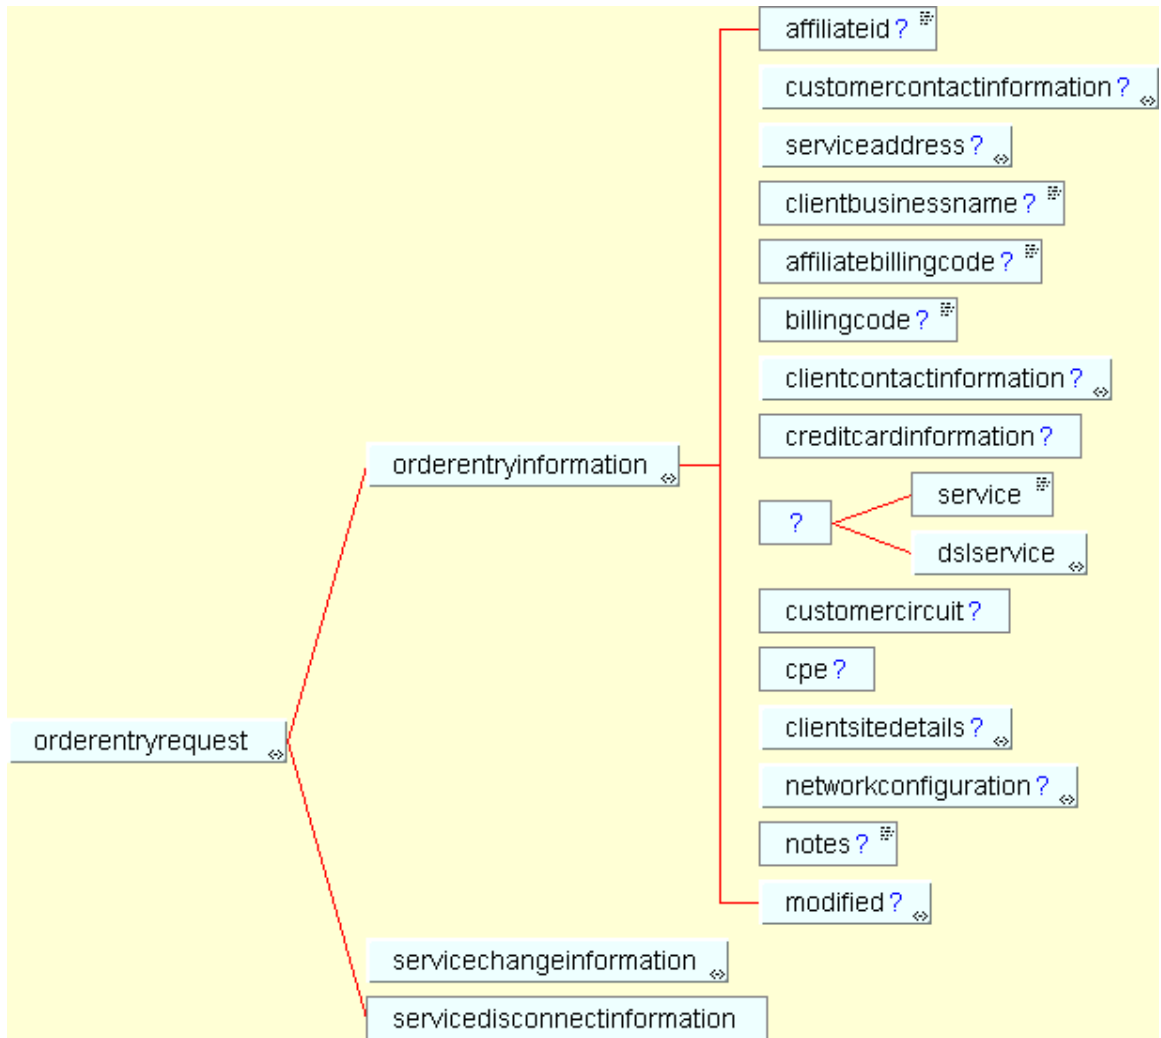 affiliateid?
customercontactinformation?
serviceaddress?
clientbusinessname?
affiliatebillingcode?
billingcode?
clientcontactinformation?
creditcardinformation?
orderentryinformation
?
service
dslservice
customercircuit?
cpe?
clientsitedetails?
orderentryrequest
networkconfiguration?
notes?
modified?
servicechangeinformation
servicedisconnectinformation